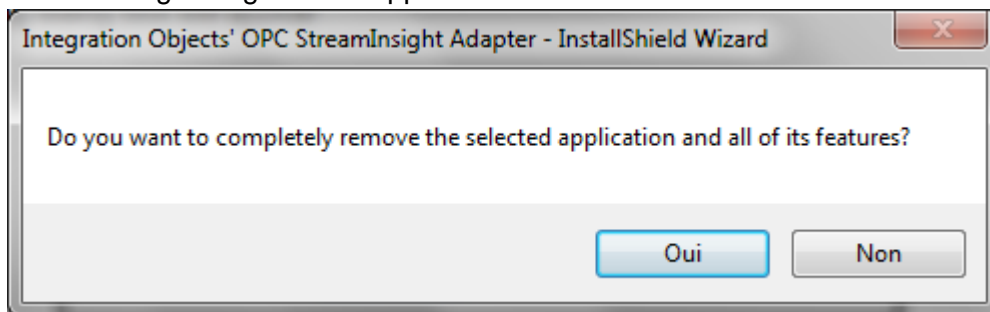 Integration Objects' OPC StreamInsight Adapter - InstallShield Wizard
Do you want to completely remove the selected application and all of its features?
Oui
Non